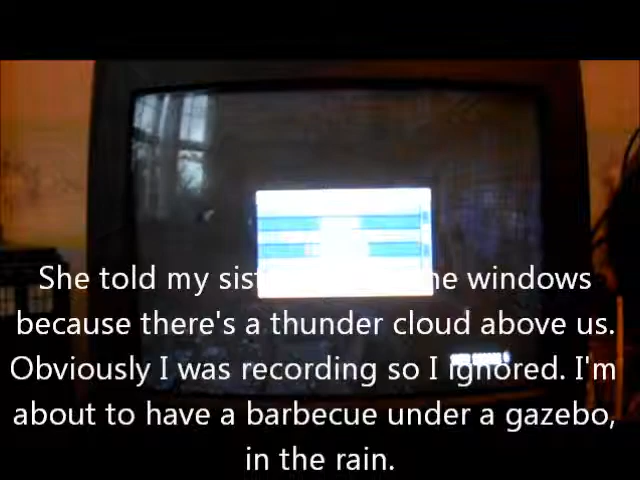 She told my sis he windows
because there's a thunder cloud above us.
Obviously I was recording so I ignored. I'm
about to have a barbecue under a gazebo,
in the rain.